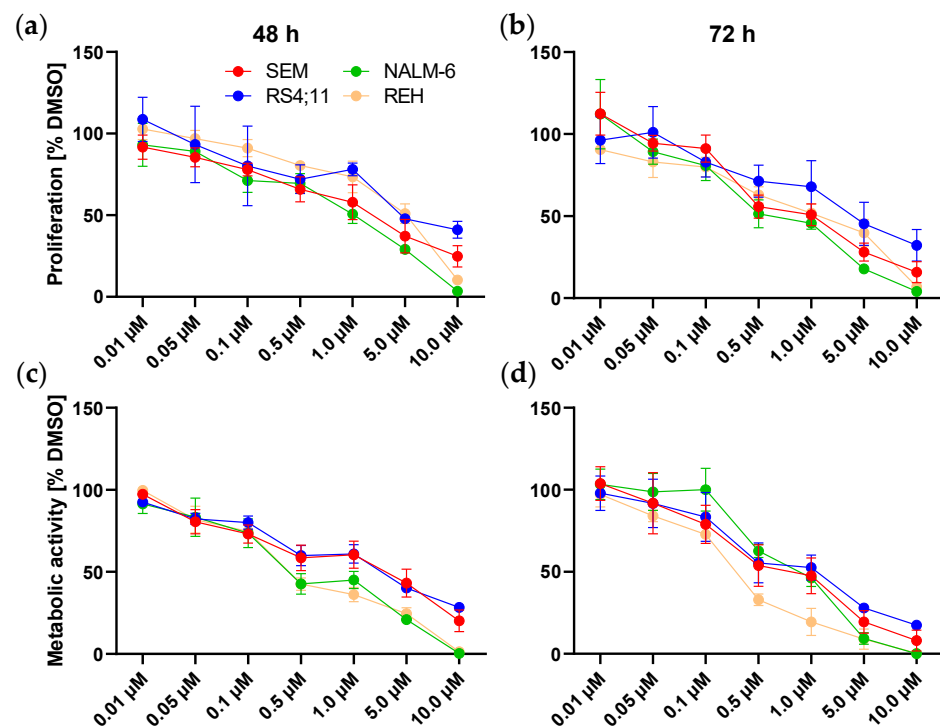 (a)
48 h
(b)
72 h
Proliferation [% DMSO]
150
100
50
0
SEM
NALM-6
RS4;11
REH
0.01 µM
0.05 µM
0.1 µM
0.5 µM
1.0 µM
5.0 µM
10.0 µM
150
100
50
0
0.01 µM
0.05 µM
0.1 µM
0.5 µM
1.0 µM
5.0 µM
10.0 µM
(c)
(d)
Metabolic activity [% DMSO]
150
100
50
0
0.01 µM
0.05 µM
0.1 µM
0.5 µM
1.0 µM
5.0 µM
10.0 µM
150
100
50
0
0.01 µM
0.05 µM
0.1 µM
0.5 µM
1.0 µM
5.0 µM
10.0 µM